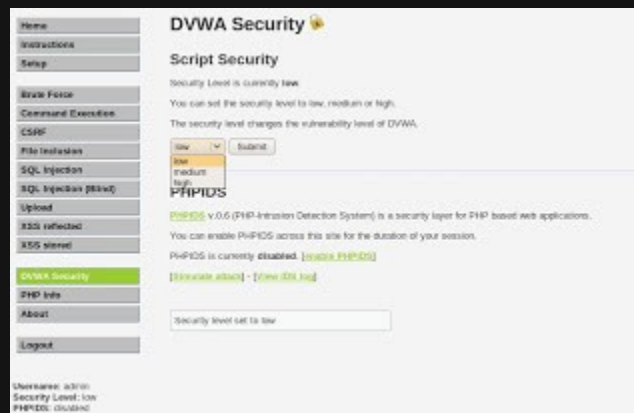 Home
Instructions
Setup
Brute Force
Command Execution
CSRF
File Inclusion
SQL Injection
SQL Injection (Blind)
Upload
XSS reflected
XSS stored
DVWA Security
PHP Info
About
Logout
Username: admin
Security Level: low
PHPIDS: disabled
DVWA Security
Script Security
Security Level is currently low.
You can set the security level to low, medium or high.
The security level changes the vulnerability level of DVWA.
low Submit
low
medium
high
PHPIDS
PHPIDS v.0.6 (PHP-Intrusion Detection System) is a security layer for PHP based web applications.
You can enable PHPIDS across this site for the duration of your session.
PHPIDS is currently disabled. [enable PHPIDS]
[Simulate attack] - [View IDS log]
Security level set to low